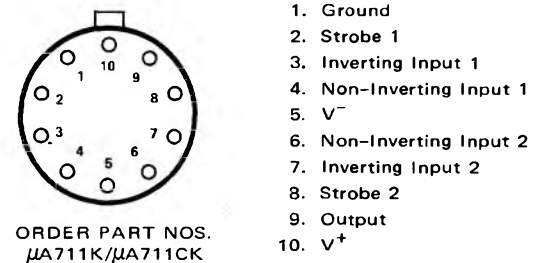 10
1
9
2
8
3
7
4
5
6
ORDER PART NOS.
µA711K/µA711CK
1. Ground
2. Strobe 1
3. Inverting Input 1
4. Non-Inverting Input 1
5. V⁻
6. Non-Inverting Input 2
7. Inverting Input 2
8. Strobe 2
9. Output
10. V⁺